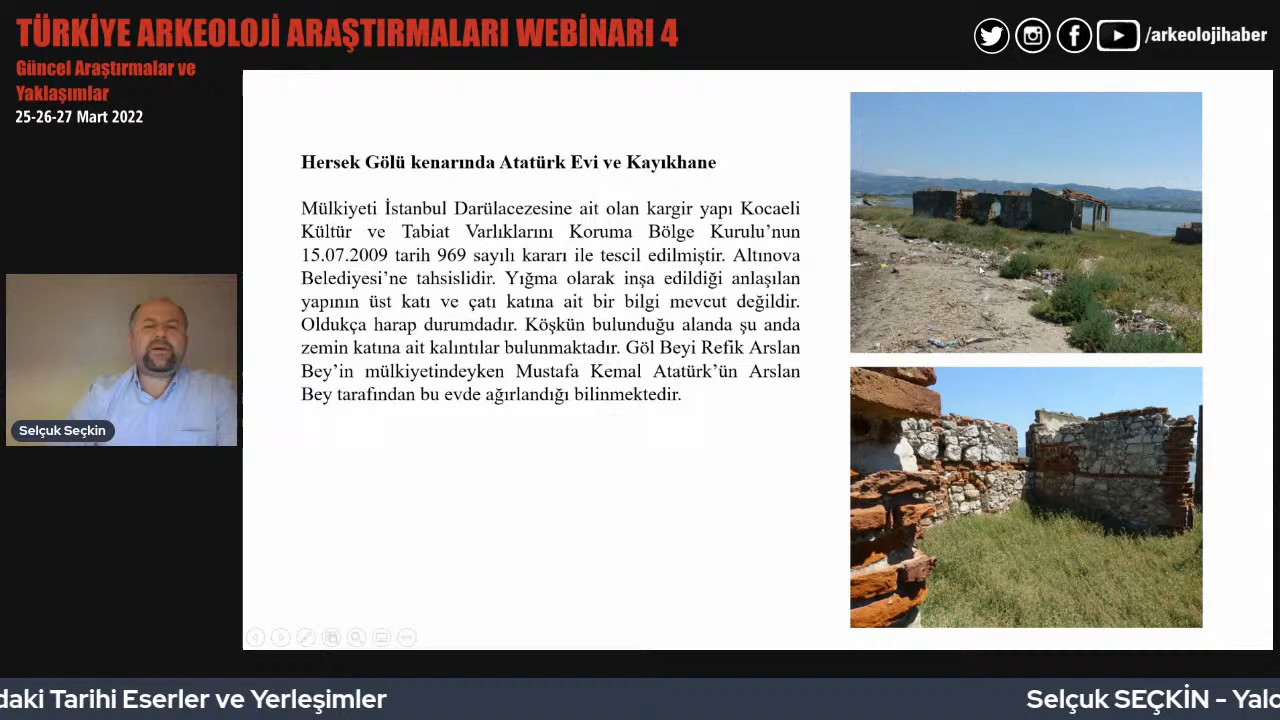 TÜRKİYE ARKEOLOJİ ARAŞTIRMALARI WEBİNARI 4
/arkeolojihaber
Güncel Araştırmalar ve
Yaklaşımlar
25-26-27 Mart 2022
Hersek Gölü kenarında Atatürk Evi ve Kayıkhane
Mülkiyeti İstanbul Darülacezesine ait olan kargir yapı Kocaeli
Kültür ve Tabiat Varlıklarını Koruma Bölge Kurulu’nun
15.07.2009 tarih 969 sayılı kararı ile tescil edilmiştir. Altınova
Belediyesi’ne tahsislidir. Yığma olarak inşa edildiği anlaşılan
yapının üst katı ve çatı katına ait bir bilgi mevcut değildir.
Oldukça harap durumdadır. Köşkün bulunduğu alanda şu anda
zemin katına ait kalıntılar bulunmaktadır. Göl Beyi Refik Arslan
Bey’in mülkiyetindeyken Mustafa Kemal Atatürk’ün Arslan
Bey tarafından bu evde ağırlandığı bilinmektedir.
Selçuk Seçkin
daki Tarihi Eserler ve Yerleşimler
Selçuk SEÇKİN - Yalo